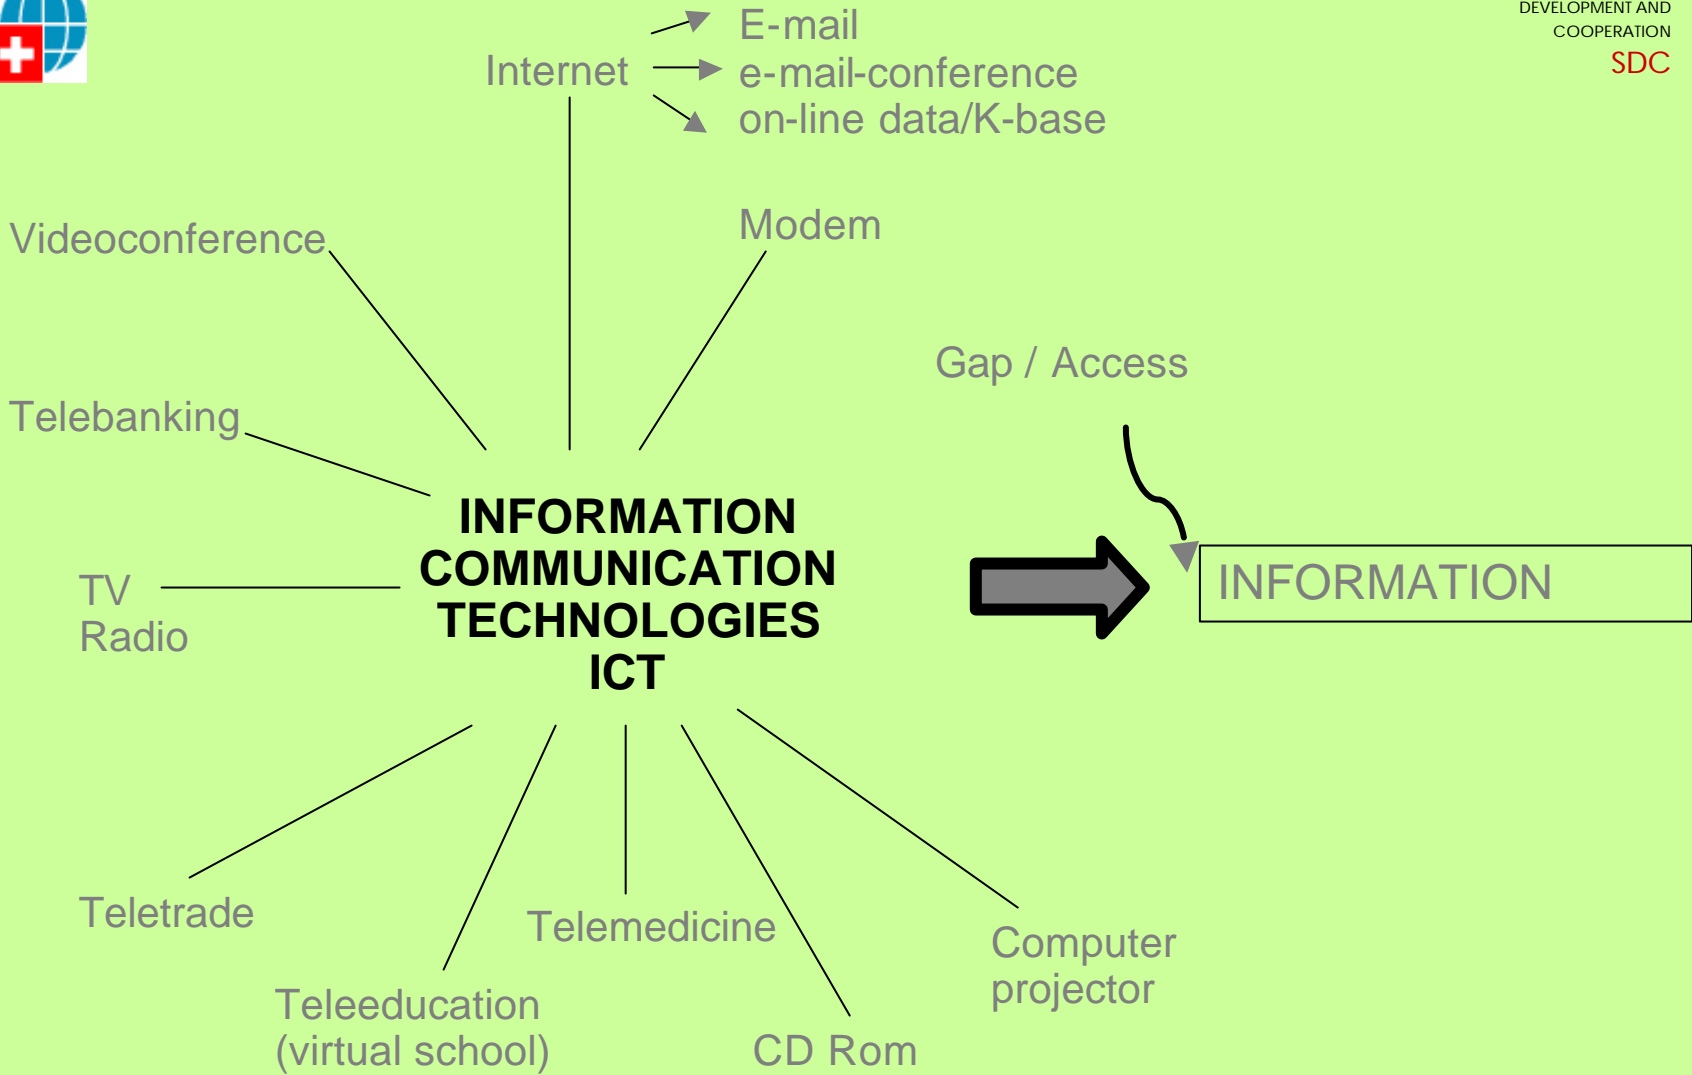 DEVELOPMENT AND
COOPERATION
SDC
E-mail
Internet
e-mail-conference
on-line data/K-base
Videoconference
Modem
Gap / Access
Telebanking
INFORMATION
COMMUNICATION
TECHNOLOGIES
ICT
INFORMATION
TV
Radio
Teletrade
Telemedicine
Computer
projector
Teleeducation
(virtual school)
CD Rom